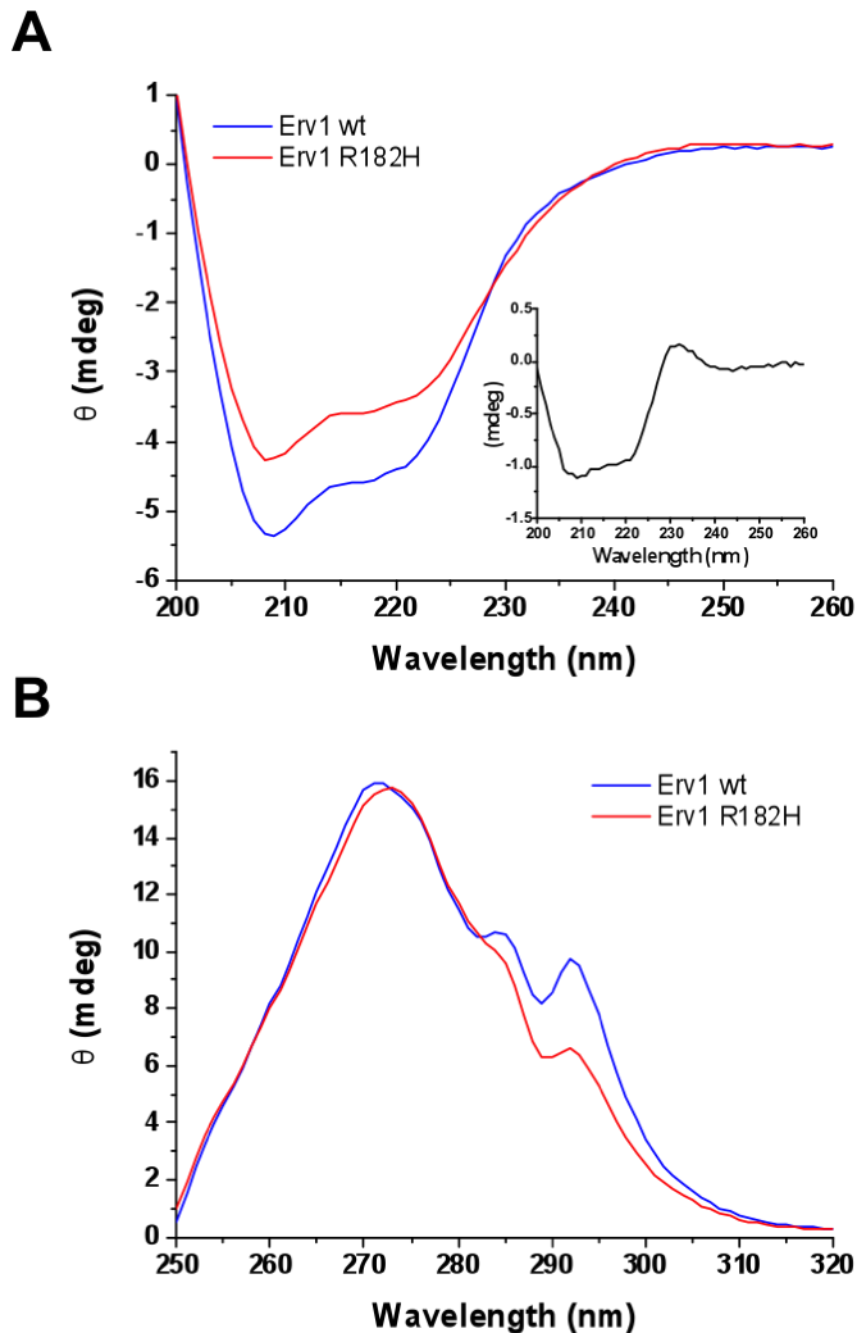 A
θ (mdeg)
1
0
-1
-2
-3
-4
-5
-6
Erv1 wt
Erv1 R182H
(mdeg)
0.5
0.0
-0.5
-1.0
-1.5
200 210 220 230 240 250 260
Wavelength (nm)
200 210 220 230 240 250 260
Wavelength (nm)
B
θ (mdeg)
16
14
12
10
8
6
4
2
0
Erv1 wt
Erv1 R182H
250 260 270 280 290 300 310 320
Wavelength (nm)